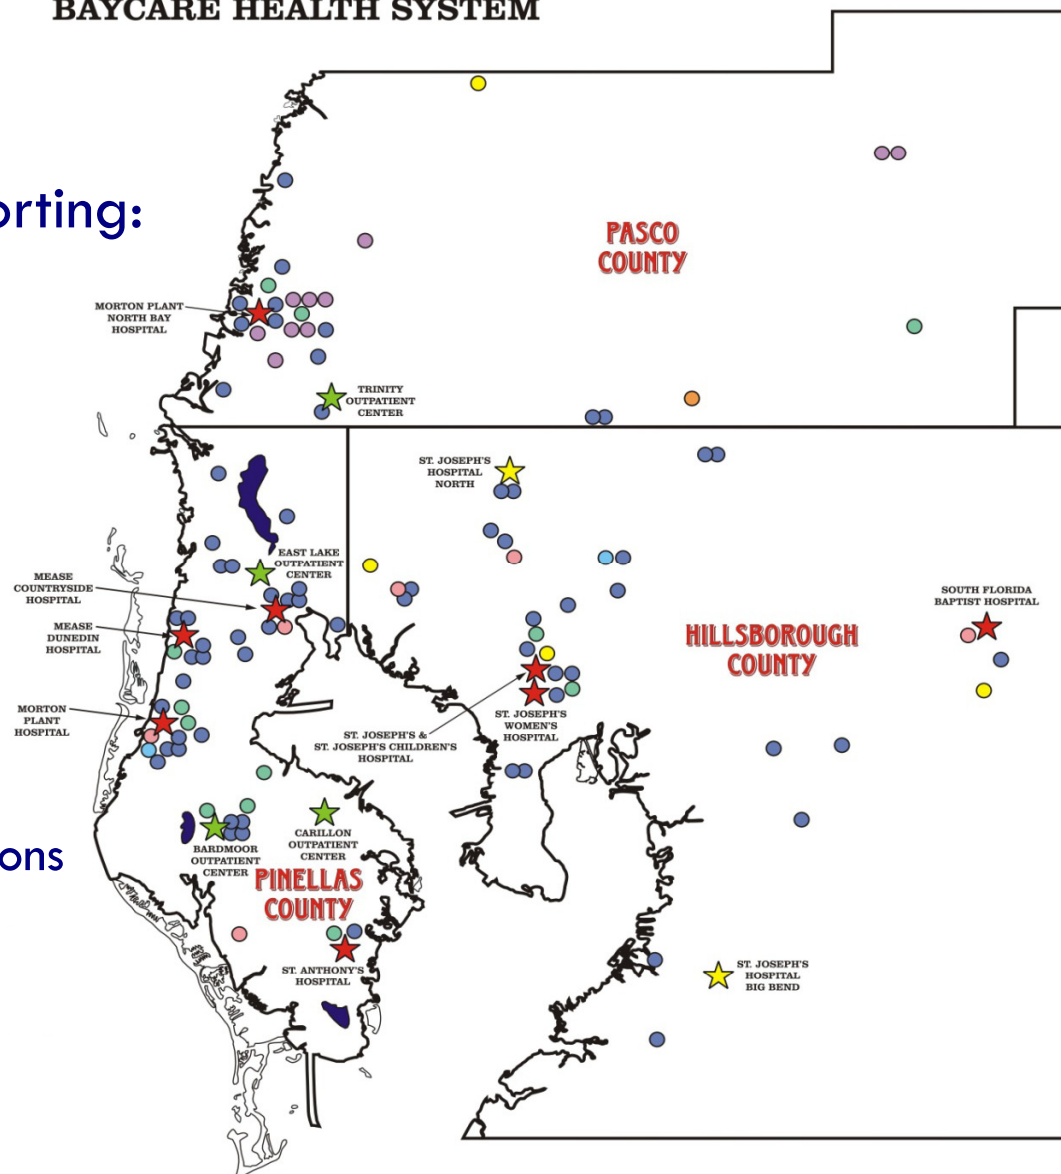 BAYCARE HEALTH SYSTEM
orting:
PASCO
COUNTY
MORTON PLANT
NORTH BAY
HOSPITAL
TRINITY
OUTPATIENT
CENTER
ST. JOSEPH'S
HOSPITAL
NORTH
EAST LAKE
OUTPATIENT
CENTER
MEASE
COUNTRYSIDE
HOSPITAL
MEASE
DUNEDIN
HOSPITAL
SOUTH FLORIDA
BAPTIST HOSPITAL
HILLSBOROUGH
COUNTY
MORTON
PLANT
HOSPITAL
ST. JOSEPH'S &
ST. JOSEPH'S CHILDREN'S
HOSPITAL
ST. JOSEPH'S
WOMEN'S
HOSPITAL
ons
BARDMOOR
OUTPATIENT
CENTER
CARILLON
OUTPATIENT
CENTER
PINELLAS
COUNTY
ST. ANTHONY'S
HOSPITAL
ST. JOSEPH'S
HOSPITAL
BIG BEND